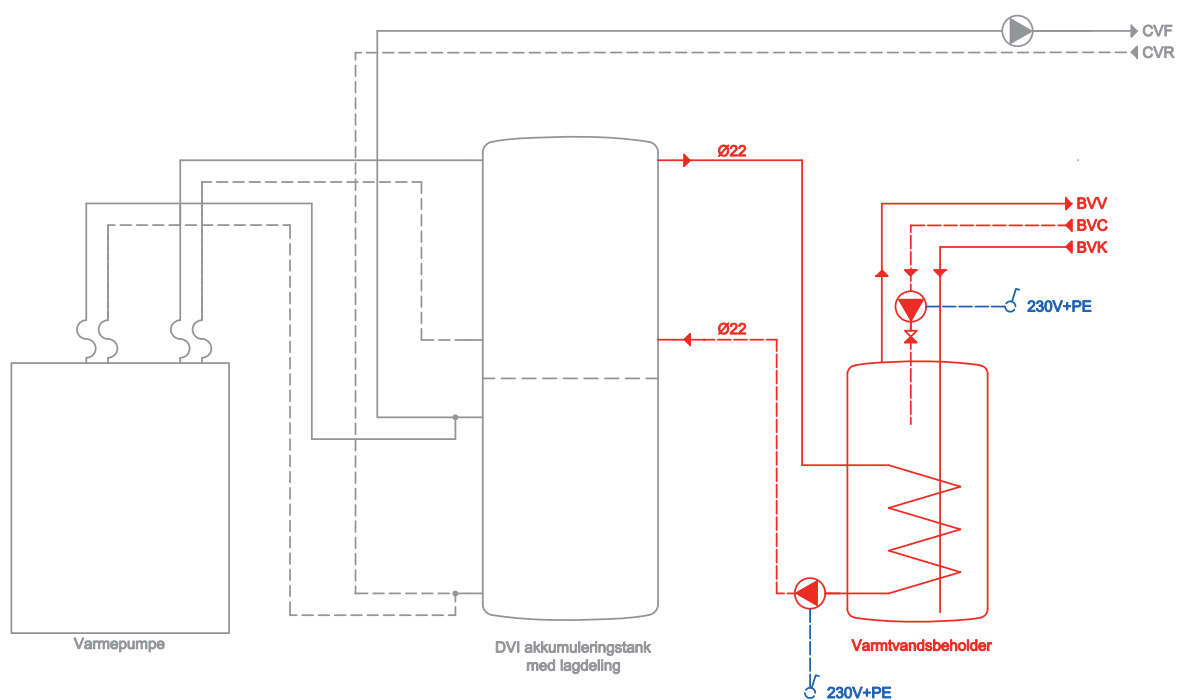 CVF
CVR
Ø22
BVV
BVC
BVK
230V+PE
Ø22
Varmepumpe
DVI akkumuleringstank
med lagdeling
Varmtvandsbeholder
230V+PE